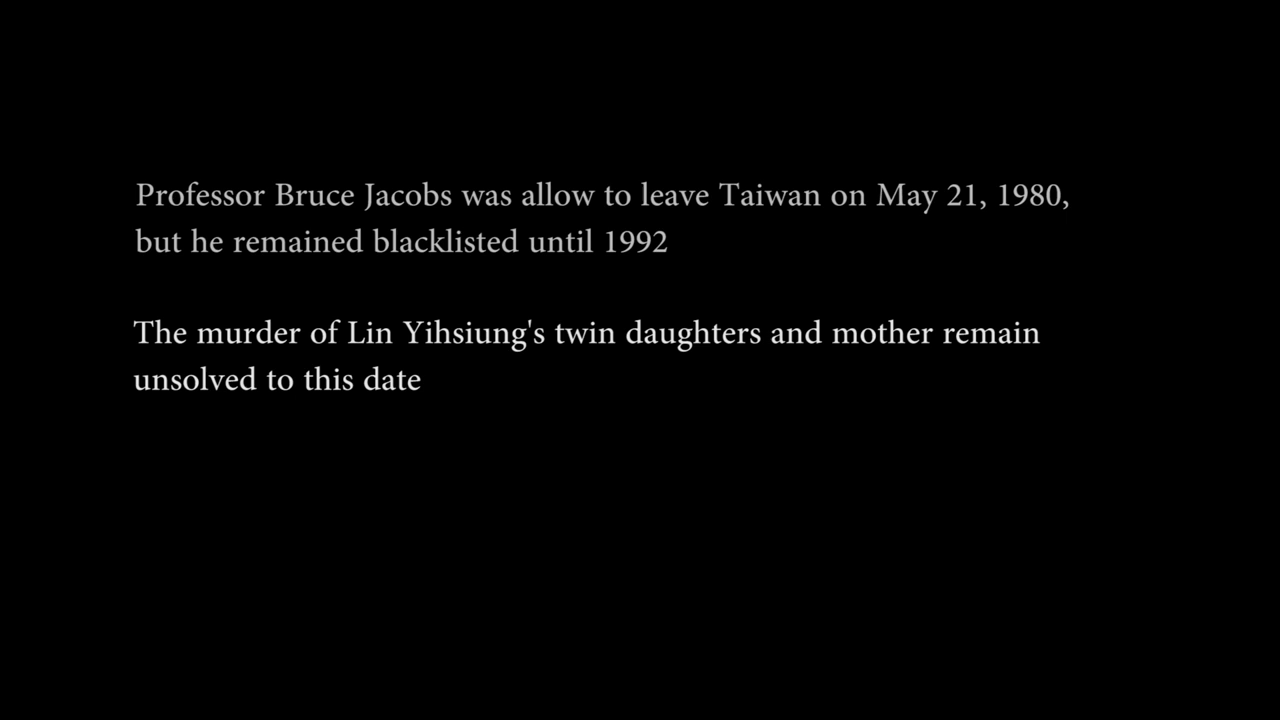 Professor Bruce Jacobs was allow to leave Taiwan on May 21, 1980,
but he remained blacklisted until 1992
The murder of Lin Yihsiung's twin daughters and mother remain
unsolved to this date